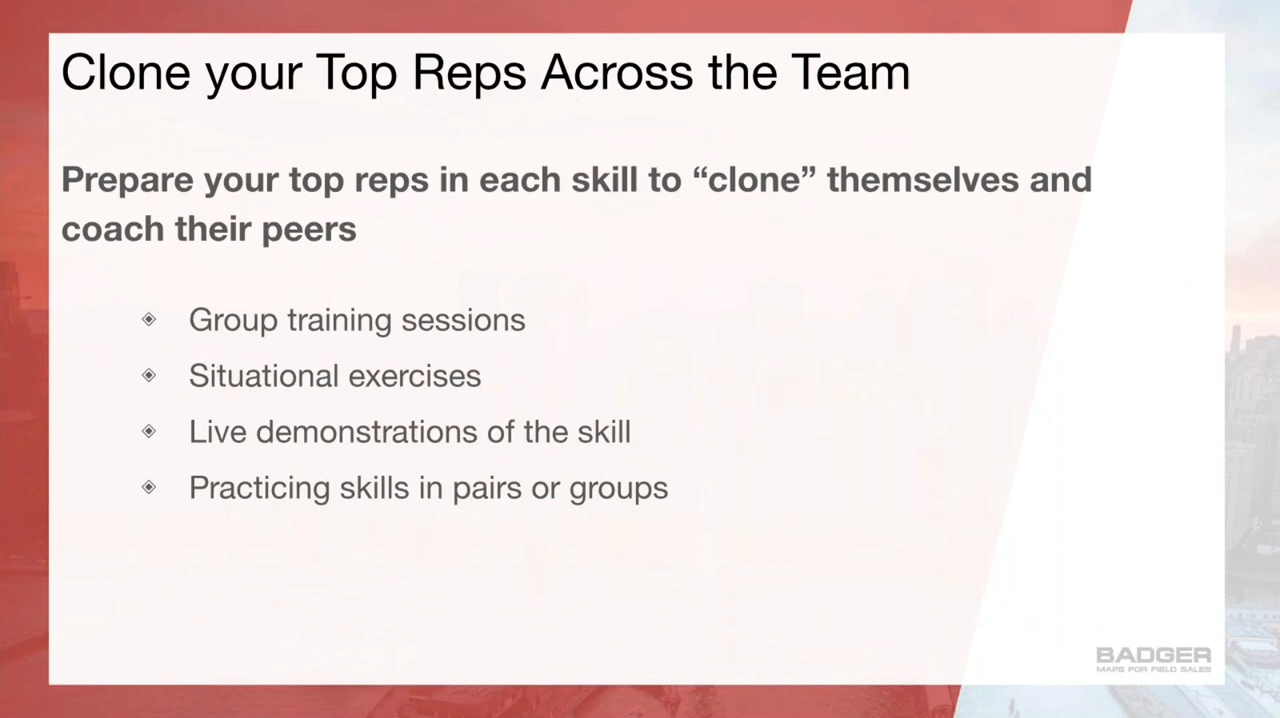 Clone your Top Reps Across the Team
Prepare your top reps in each skill to “clone” themselves and
coach their peers
◈ Group training sessions
◈ Situational exercises
◈ Live demonstrations of the skill
◈ Practicing skills in pairs or groups
BADGER
MAPS FOR FIELD SALES